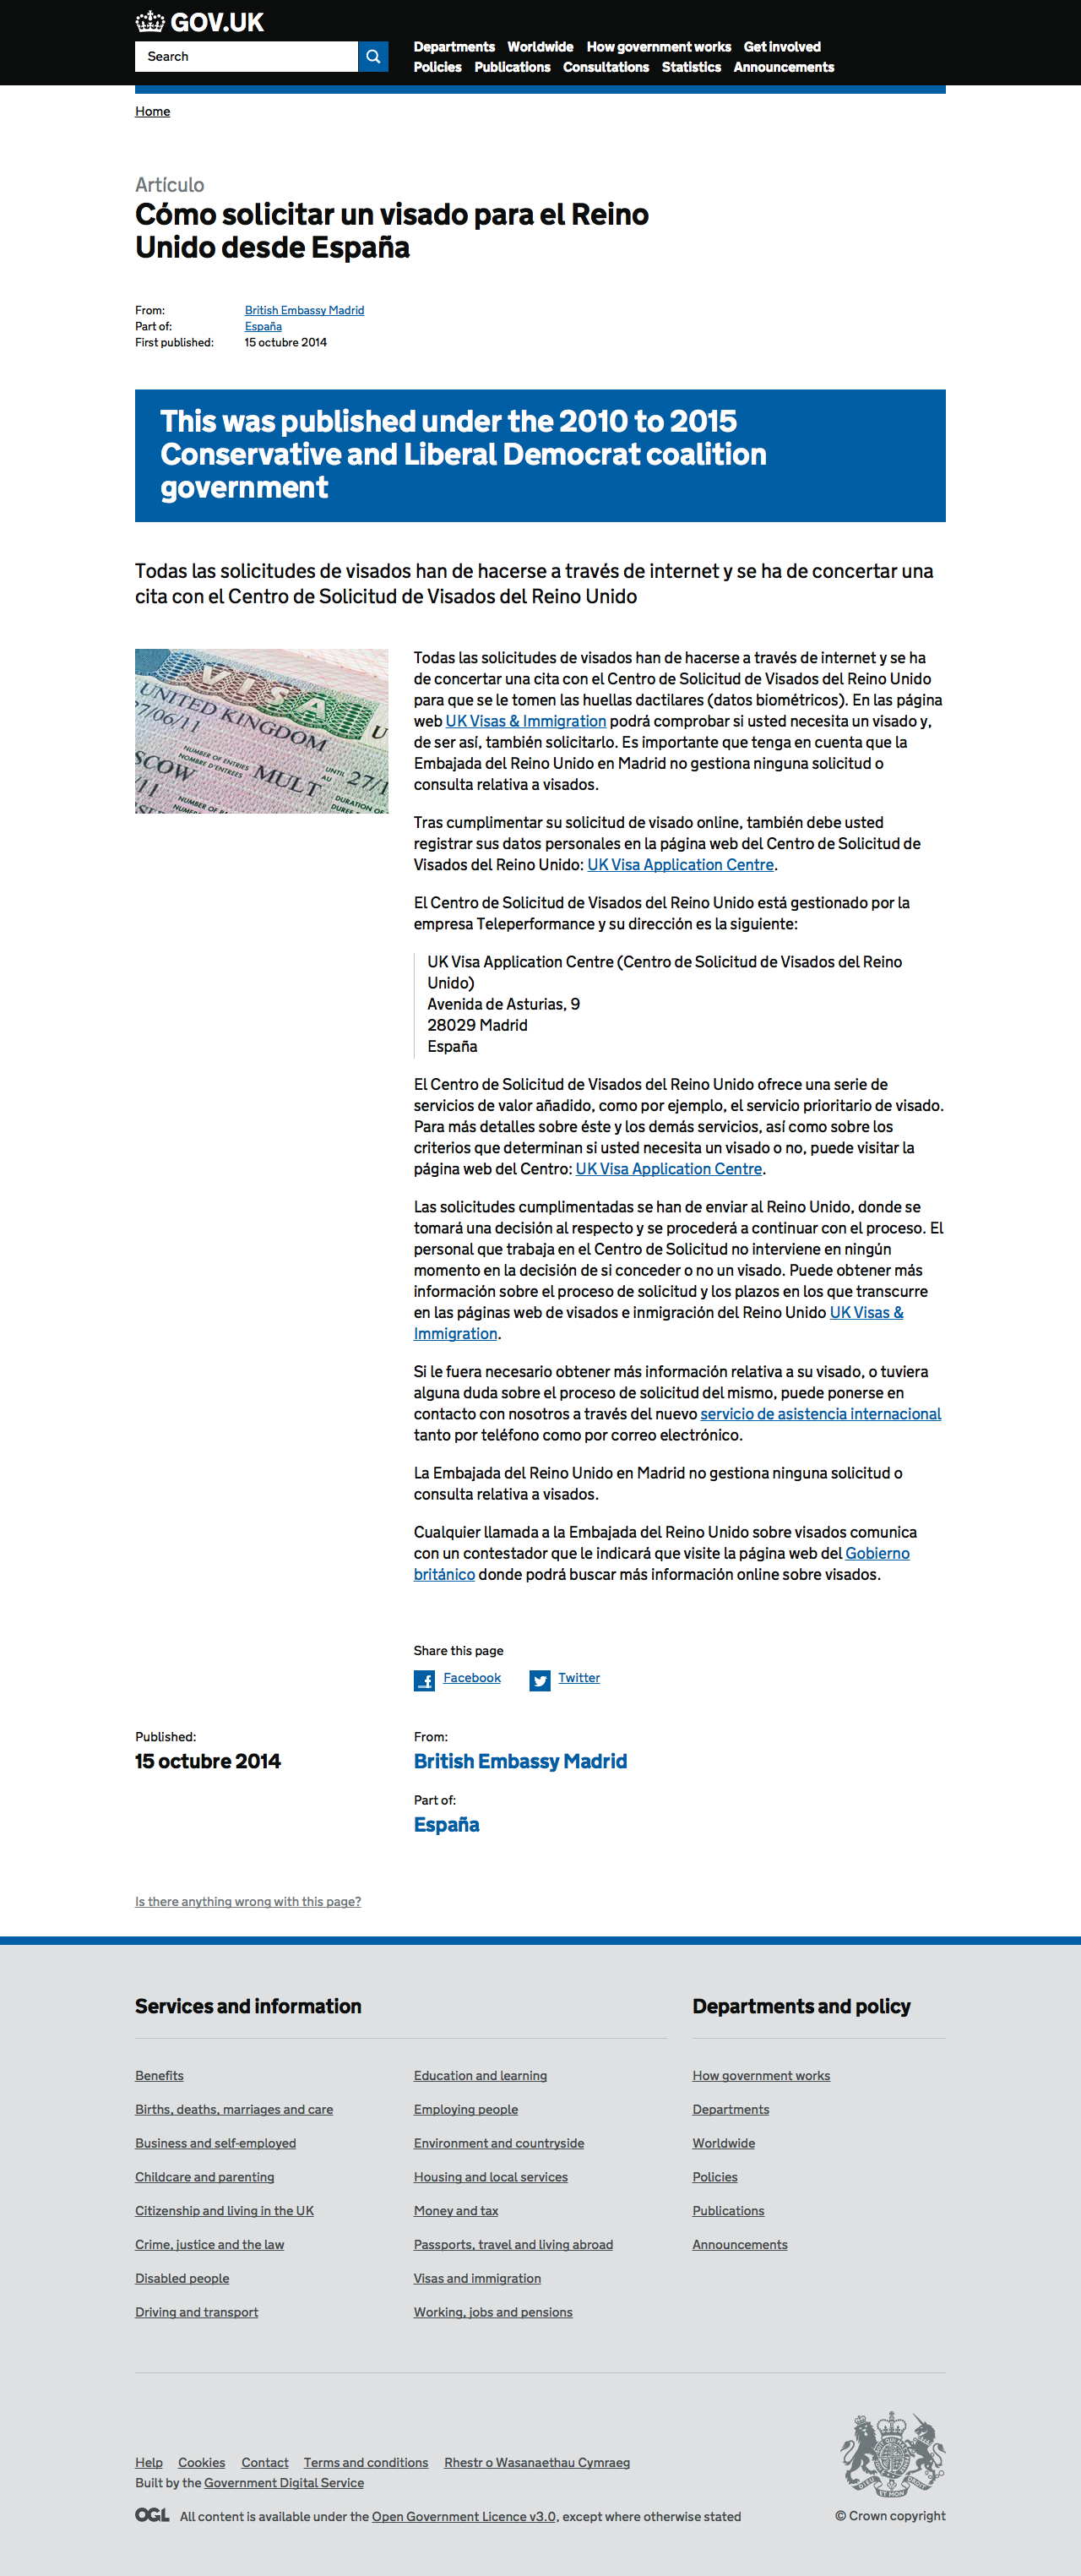 GOV.UK
Search
Departments Worldwide How government works Get involved
Policies Publications Consultations Statistics Announcements
Home
Artículo
Cómo solicitar un visado para el Reino
Unido desde España
From: British Embassy Madrid
Part of: España
First published: 15 octubre 2014
This was published under the 2010 to 2015
Conservative and Liberal Democrat coalition
government
Todas las solicitudes de visados han de hacerse a través de internet y se ha de concertar una
cita con el Centro de Solicitud de Visados del Reino Unido
VISA
UNITED KINGDOM
27/06/11
U
NUMBER OF ENTRIES
NOMBRE D'ENTREES
MULT
UNTIL
AU
27/1
SCOW
11
DURATION OF
NUMBER OF
Todas las solicitudes de visados han de hacerse a través de internet y se ha
de concertar una cita con el Centro de Solicitud de Visados del Reino Unido
para que se le tomen las huellas dactilares (datos biométricos). En las página
web UK Visas & Immigration podrá comprobar si usted necesita un visado y,
de ser así, también solicitarlo. Es importante que tenga en cuenta que la
Embajada del Reino Unido en Madrid no gestiona ninguna solicitud o
consulta relativa a visados.
Tras cumplimentar su solicitud de visado online, también debe usted
registrar sus datos personales en la página web del Centro de Solicitud de
Visados del Reino Unido: UK Visa Application Centre.
El Centro de Solicitud de Visados del Reino Unido está gestionado por la
empresa Teleperformance y su dirección es la siguiente:
UK Visa Application Centre (Centro de Solicitud de Visados del Reino
Unido)
Avenida de Asturias, 9
28029 Madrid
España
El Centro de Solicitud de Visados del Reino Unido ofrece una serie de
servicios de valor añadido, como por ejemplo, el servicio prioritario de visado.
Para más detalles sobre éste y los demás servicios, así como sobre los
criterios que determinan si usted necesita un visado o no, puede visitar la
página web del Centro: UK Visa Application Centre.
Las solicitudes cumplimentadas se han de enviar al Reino Unido, donde se
tomará una decisión al respecto y se procederá a continuar con el proceso. El
personal que trabaja en el Centro de Solicitud no interviene en ningún
momento en la decisión de si conceder o no un visado. Puede obtener más
información sobre el proceso de solicitud y los plazos en los que transcurre
en las páginas web de visados e inmigración del Reino Unido UK Visas &
Immigration.
Si le fuera necesario obtener más información relativa a su visado, o tuviera
alguna duda sobre el proceso de solicitud del mismo, puede ponerse en
contacto con nosotros a través del nuevo servicio de asistencia internacional
tanto por teléfono como por correo electrónico.
La Embajada del Reino Unido en Madrid no gestiona ninguna solicitud o
consulta relativa a visados.
Cualquier llamada a la Embajada del Reino Unido sobre visados comunica
con un contestador que le indicará que visite la página web del Gobierno
británico donde podrá buscar más información online sobre visados.
Share this page
Facebook Twitter
Published:
15 octubre 2014
From:
British Embassy Madrid
Part of:
España
Is there anything wrong with this page?
Services and information
Benefits
Births, deaths, marriages and care
Business and self-employed
Childcare and parenting
Citizenship and living in the UK
Crime, justice and the law
Disabled people
Driving and transport
Education and learning
Employing people
Environment and countryside
Housing and local services
Money and tax
Passports, travel and living abroad
Visas and immigration
Working, jobs and pensions
Departments and policy
How government works
Departments
Worldwide
Policies
Publications
Announcements
Help Cookies Contact Terms and conditions Rhestr o Wasanaethau Cymraeg
Built by the Government Digital Service
OGL All content is available under the Open Government Licence v3.0, except where otherwise stated
© Crown copyright